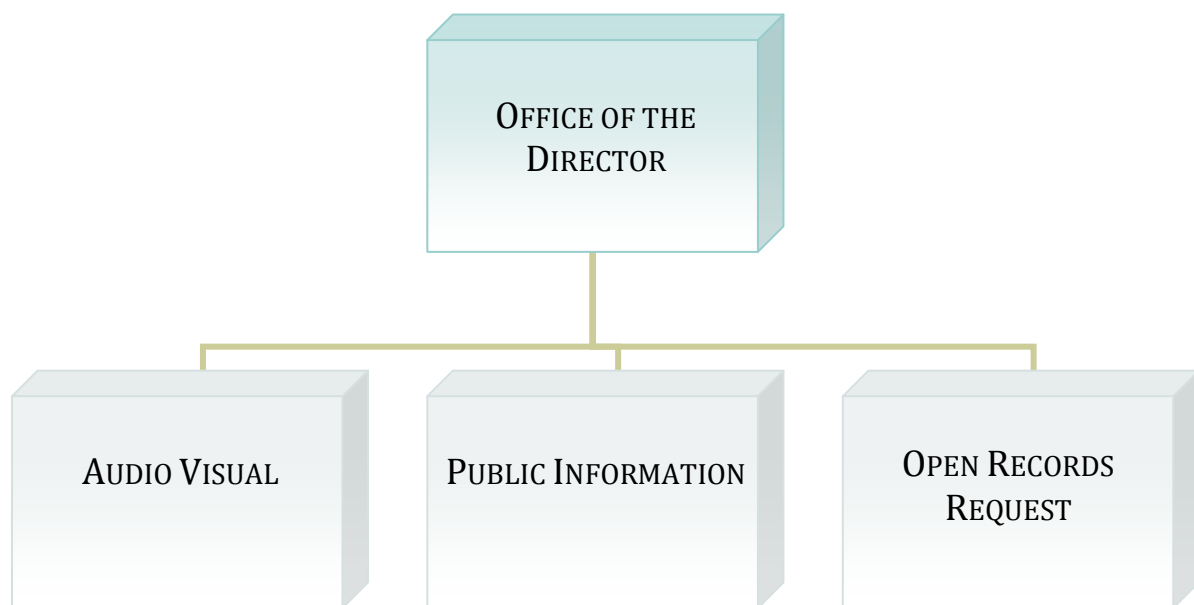 OFFICE OF THE
DIRECTOR
AUDIO VISUAL
PUBLIC INFORMATION
OPEN RECORDS
REQUEST